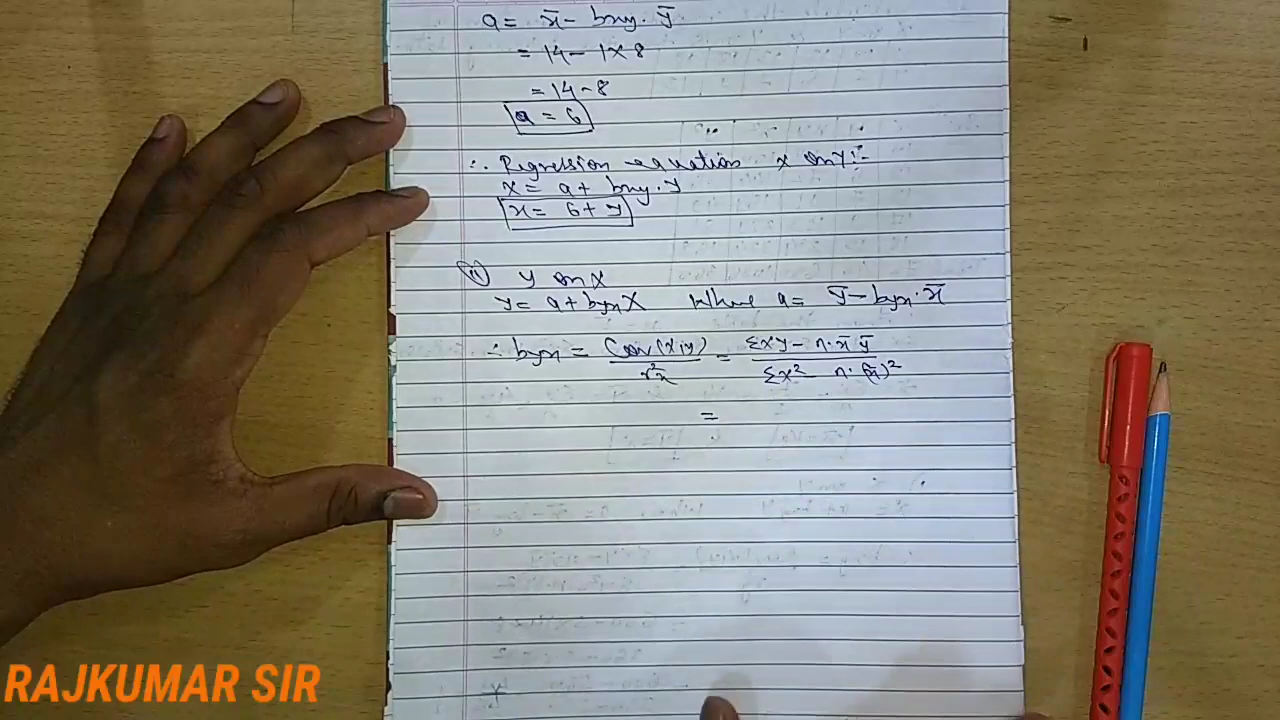 a = x̄ - bxy. ȳ
= 14 - 1 x 8
= 14 - 8
a = 6
∴ Regression equation x on y :-
x = a + bxy. y
x = 6 + y
(ii) y on x
y = a + byx X where a = ȳ - byx. x̄
∴ byx = Cov(x,y) / σ²x = Σxy - n. x̄ ȳ / Σx² - n. (x̄)²
=
RAJKUMAR SIR